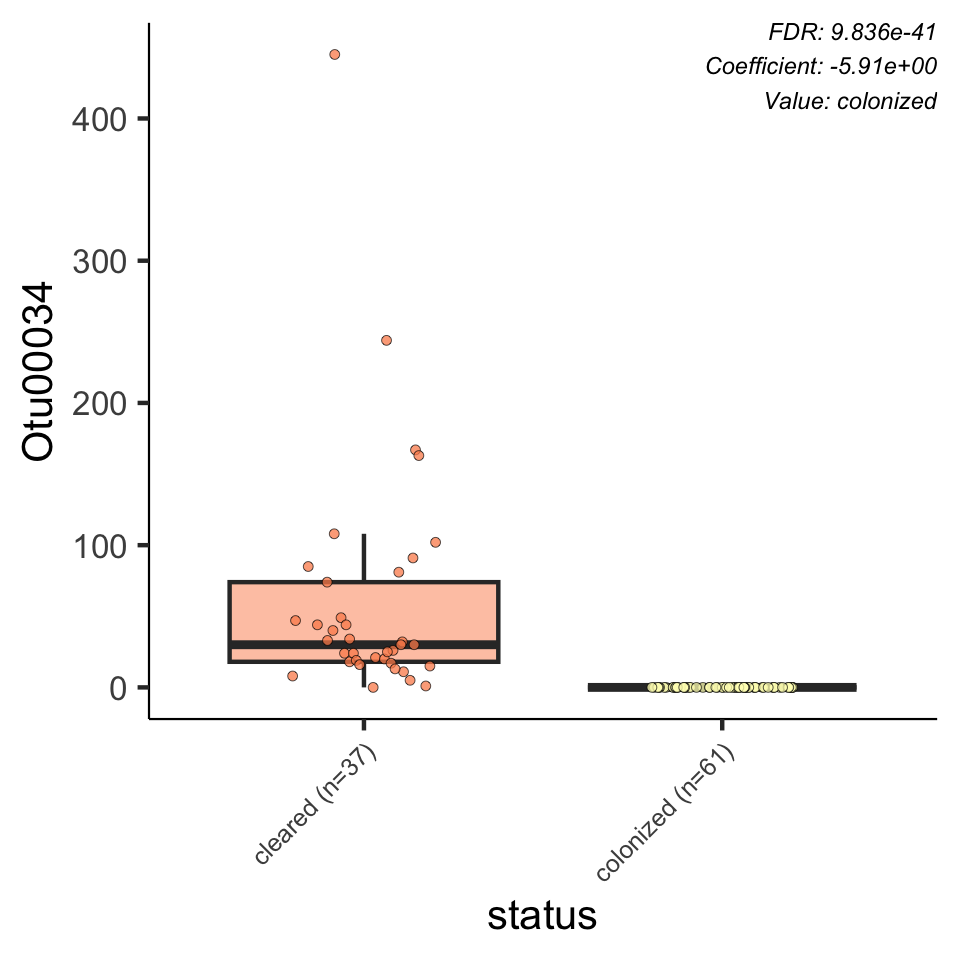 FDR: 9.836e-41
Coefficient: -5.91e+00
Value: colonized
400
300
200
100
0
Otu00034
cleared (n=37)
colonized (n=61)
status